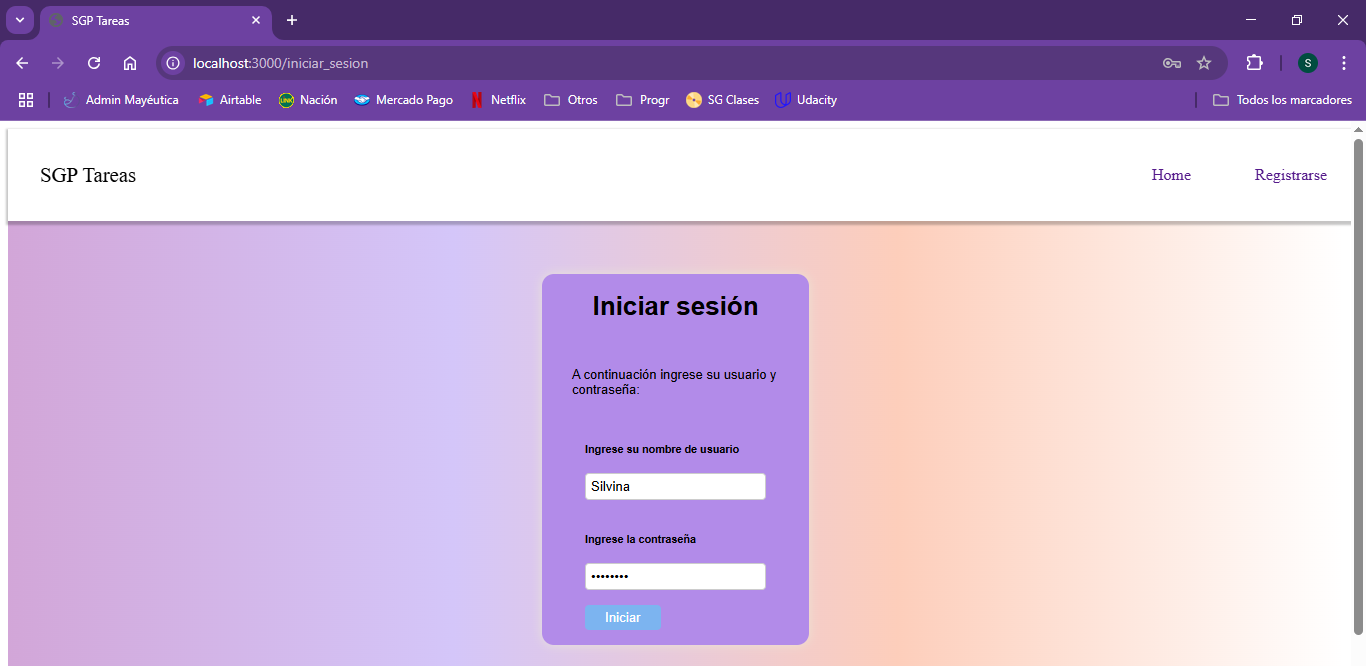 SGP Tareas
localhost:3000/iniciar_sesion
S
Admin Mayéutica
Airtable
LINK
Nación
Mercado Pago
Netflix
Otros
Progr
SG Clases
Udacity
Todos los marcadores
SGP Tareas
Home
Registrarse
Iniciar sesión
A continuación ingrese su usuario y
contraseña:
Ingrese su nombre de usuario
Silvina
Ingrese la contraseña
••••••••
Iniciar